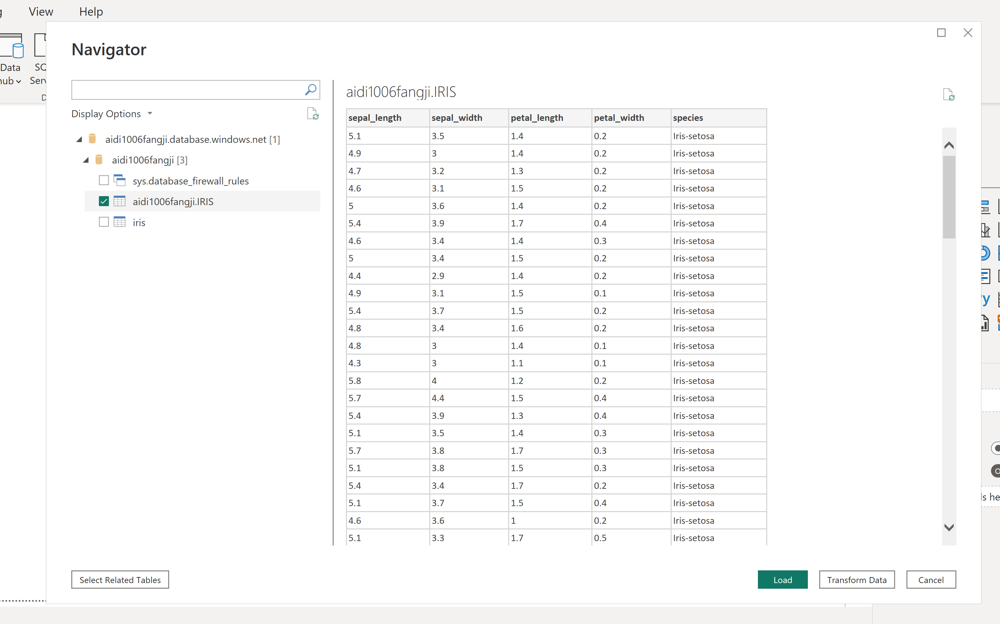 View Help
Data
hub
Navigator
Display Options
aidi1006fangji.database.windows.net [1]
aidi1006fangji [3]
sys.database_firewall_rules
aidi1006fangji.IRIS
iris
aidi1006fangji.IRIS
sepal_length sepal_width petal_length petal_width species
5.1 3.5 1.4 0.2 Iris-setosa
4.9 3 1.4 0.2 Iris-setosa
4.7 3.2 1.3 0.2 Iris-setosa
4.6 3.1 1.5 0.2 Iris-setosa
5 3.6 1.4 0.2 Iris-setosa
5.4 3.9 1.7 0.4 Iris-setosa
4.6 3.4 1.4 0.3 Iris-setosa
5 3.4 1.5 0.2 Iris-setosa
4.4 2.9 1.4 0.2 Iris-setosa
4.9 3.1 1.5 0.1 Iris-setosa
5.4 3.7 1.5 0.2 Iris-setosa
4.8 3.4 1.6 0.2 Iris-setosa
4.8 3 1.4 0.1 Iris-setosa
4.3 3 1.1 0.1 Iris-setosa
5.8 4 1.2 0.2 Iris-setosa
5.7 4.4 1.5 0.4 Iris-setosa
5.4 3.9 1.3 0.4 Iris-setosa
5.1 3.5 1.4 0.3 Iris-setosa
5.7 3.8 1.7 0.3 Iris-setosa
5.1 3.8 1.5 0.3 Iris-setosa
5.4 3.4 1.7 0.2 Iris-setosa
5.1 3.7 1.5 0.4 Iris-setosa
4.6 3.6 1 0.2 Iris-setosa
5.1 3.3 1.7 0.5 Iris-setosa
Select Related Tables
Load Transform Data Cancel